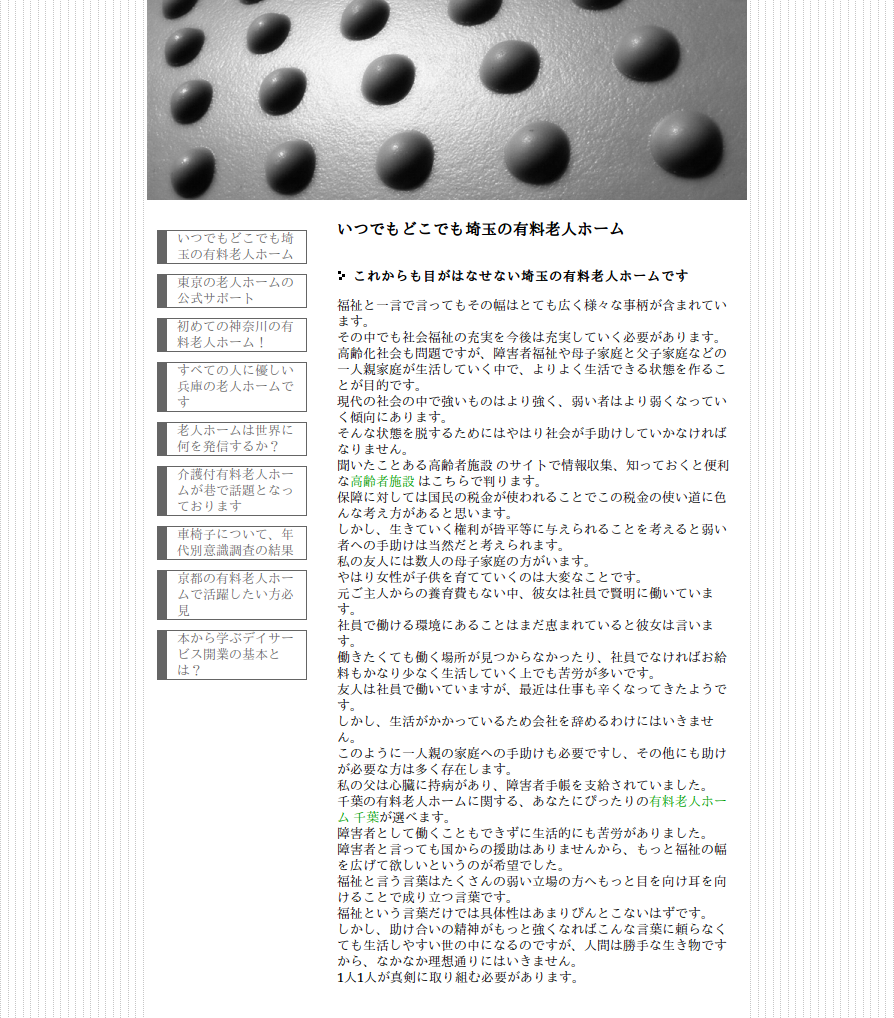 いつでもどこでも埼
玉の有料老人ホーム
東京の老人ホームの
公式サポート
初めての神奈川の有
料老人ホーム！
すべての人に優しい
兵庫の老人ホームで
す
老人ホームは世界に
何を発信するか？
介護付有料老人ホー
ムが巷で話題となっ
ております
車椅子について、年
代別意識調査の結果
京都の有料老人ホー
ムで活躍したい方必
見
本から学ぶデイサー
ビス開業の基本と
は？
いつでもどこでも埼玉の有料老人ホーム
これからも目がはなせない埼玉の有料老人ホームです
福祉と一言で言ってもその幅はとても広く様々な事柄が含まれてい
ます。
その中でも社会福祉の充実を今後は充実していく必要があります。
高齢化社会も問題ですが、障害者福祉や母子家庭と父子家庭などの
一人親家庭が生活していく中で、よりよく生活できる状態を作るこ
とが目的です。
現代の社会の中で強いものはより強く、弱い者はより弱くなってい
く傾向にあります。
そんな状態を脱するためにはやはり社会が手助けしていかなければ
なりません。
聞いたことある高齢者施設 のサイトで情報収集、知っておくと便利
な高齢者施設 はこちらで判ります。
保障に対しては国民の税金が使われることでこの税金の使い道に色
んな考え方があると思います。
しかし、生きていく権利が皆平等に与えられることを考えると弱い
者への手助けは当然だと考えられます。
私の友人には数人の母子家庭の方がいます。
やはり女性が子供を育てていくのは大変なことです。
元ご主人からの養育費もない中、彼女は社員で賢明に働いていま
す。
社員で働ける環境にあることはまだ恵まれていると彼女は言いま
す。
働きたくても働く場所が見つからなかったり、社員でなければお給
料もかなり少なく生活していく上でも苦労が多いです。
友人は社員で働いていますが、最近は仕事も辛くなってきたようで
す。
しかし、生活がかかっているため会社を辞めるわけにはいきませ
ん。
このように一人親の家庭への手助けも必要ですし、その他にも助け
が必要な方は多く存在します。
私の父は心臓に持病があり、障害者手帳を支給されていました。
千葉の有料老人ホームに関する、あなたにぴったりの有料老人ホー
ム 千葉が選べます。
障害者として働くこともできずに生活的にも苦労がありました。
障害者と言っても国からの援助はありませんから、もっと福祉の幅
を広げて欲しいというのが希望でした。
福祉と言う言葉はたくさんの弱い立場の方へもっと目を向け耳を向
けることで成り立つ言葉です。
福祉という言葉だけでは具体性はあまりぴんとこないはずです。
しかし、助け合いの精神がもっと強くなればこんな言葉に頼らなく
ても生活しやすい世の中になるのですが、人間は勝手な生き物です
から、なかなか理想通りにはいきません。
1人1人が真剣に取り組む必要があります。